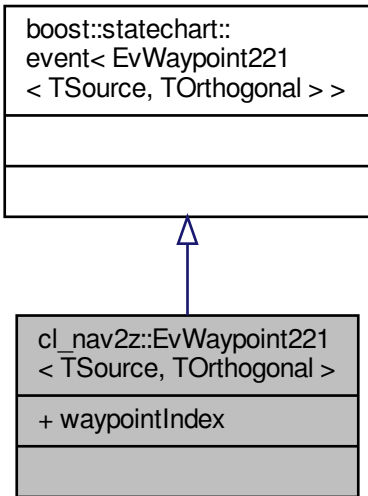 boost::statechart::
event< EvWaypoint221
< TSource, TOrthogonal > >
cl_nav2z::EvWaypoint221
< TSource, TOrthogonal >
+ waypointIndex